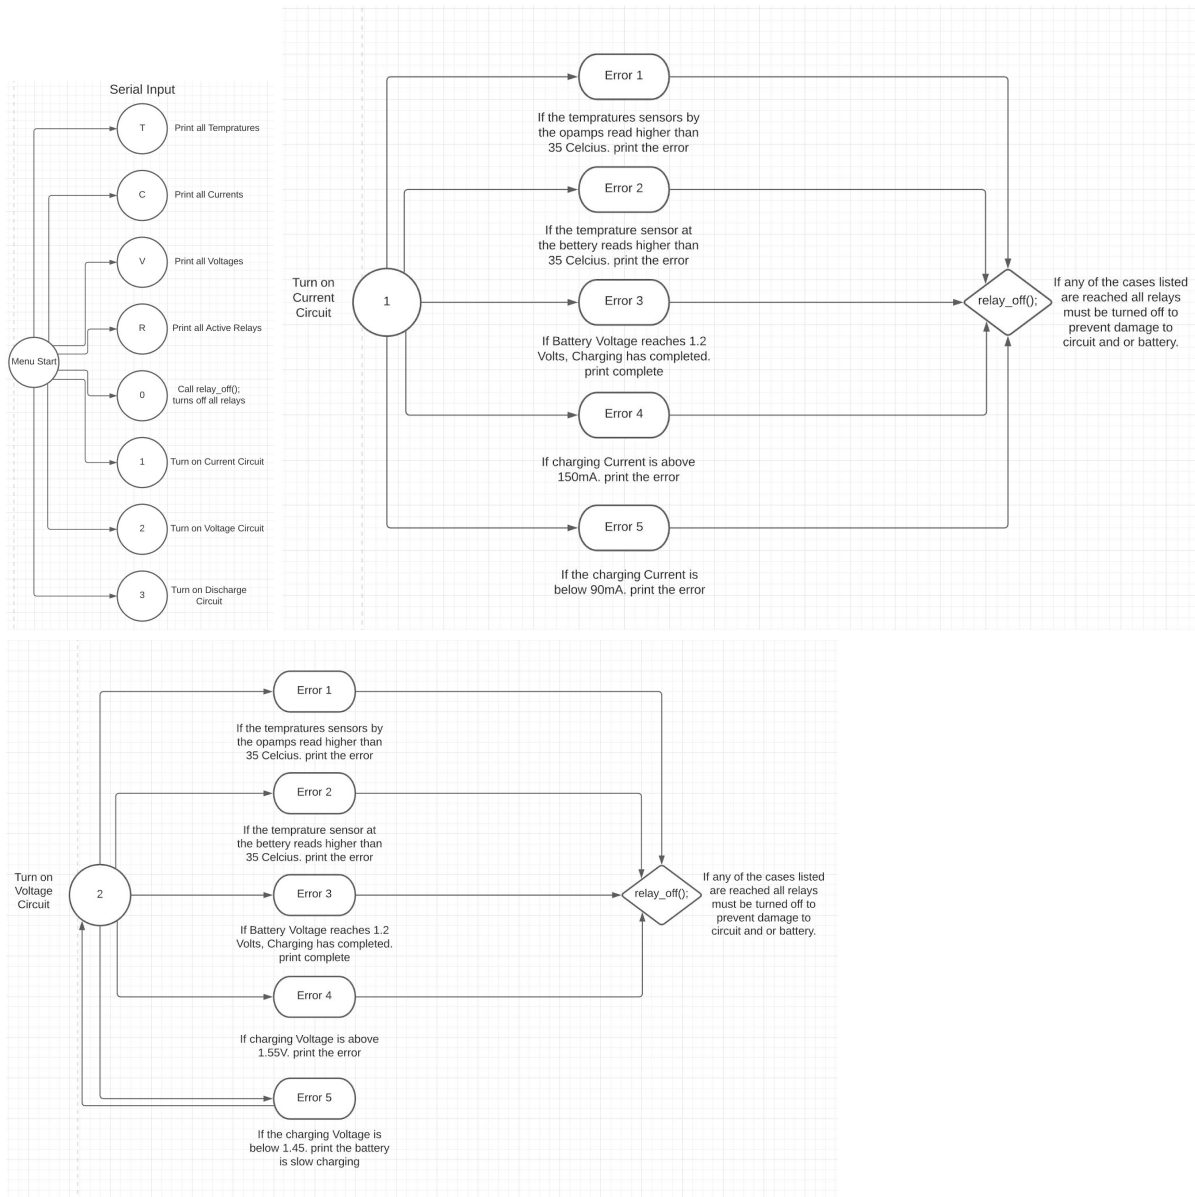 Serial Input
T
Print all Tempratures
C
Print all Currents
V
Print all Voltages
R
Print all Active Relays
Menu Start
0
Call relay_off();
turns off all relays
1
Turn on Current Circuit
2
Turn on Voltage Circuit
3
Turn on Discharge
Circuit
Turn on
Current
Circuit
1
Error 1
If the tempratures sensors by
the opamps read higher than
35 Celcius. print the error
Error 2
If the temprature sensor at
the bettery reads higher than
35 Celcius. print the error
Error 3
If Battery Voltage reaches 1.2
Volts, Charging has completed.
print complete
Error 4
If charging Current is above
150mA. print the error
Error 5
If the charging Current is
below 90mA. print the error
relay_off();
If any of the cases listed
are reached all relays
must be turned off to
prevent damage to
circuit and or battery.
Turn on
Voltage
Circuit
2
Error 1
If the tempratures sensors by
the opamps read higher than
35 Celcius. print the error
Error 2
If the temprature sensor at
the bettery reads higher than
35 Celcius. print the error
Error 3
If Battery Voltage reaches 1.2
Volts, Charging has completed.
print complete
Error 4
If charging Voltage is above
1.55V. print the error
Error 5
If the charging Voltage is
below 1.45. print the battery
is slow charging
relay_off();
If any of the cases listed
are reached all relays
must be turned off to
prevent damage to
circuit and or battery.